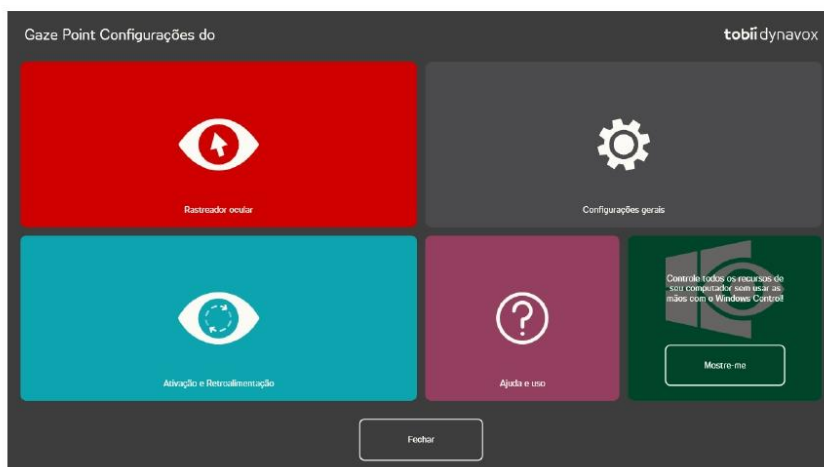 Gaze Point Configurações do
tobii dynavox
Rastreador ocular
Configurações gerais
Ativação e Retroalimentação
Ajuda e uso
Controle todos os recursos de
seu computador sem usar as
mãos com o Windows Control!
Mostre-me
Fechar